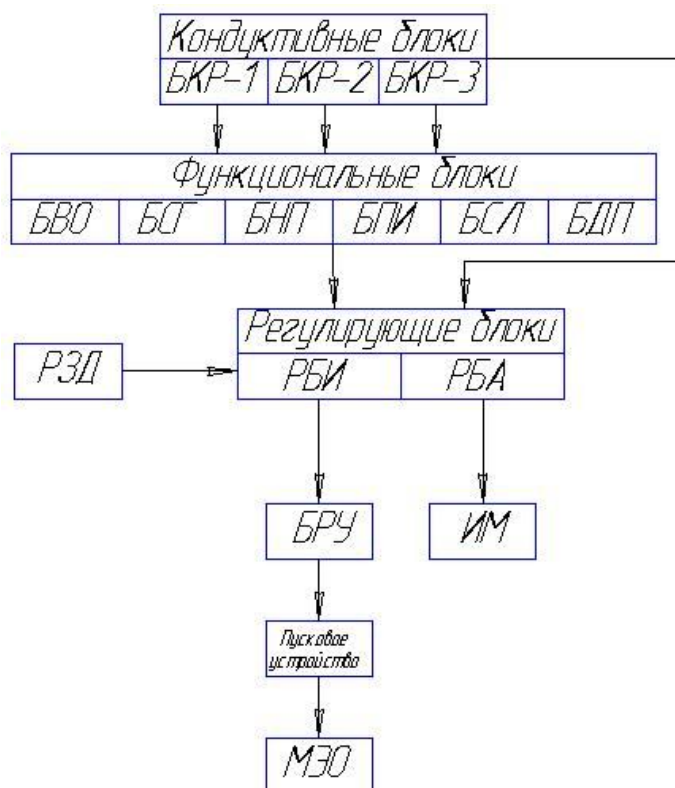 Кондуктивные блоки
БКР-1 БКР-2 БКР-3
Функциональные блоки
БВО БСГ БНП БПИ БСЛ БДП
Регулирующие блоки
РЗД РБИ РБА
БРУ ИМ
Пусковое
устройство
МЭО